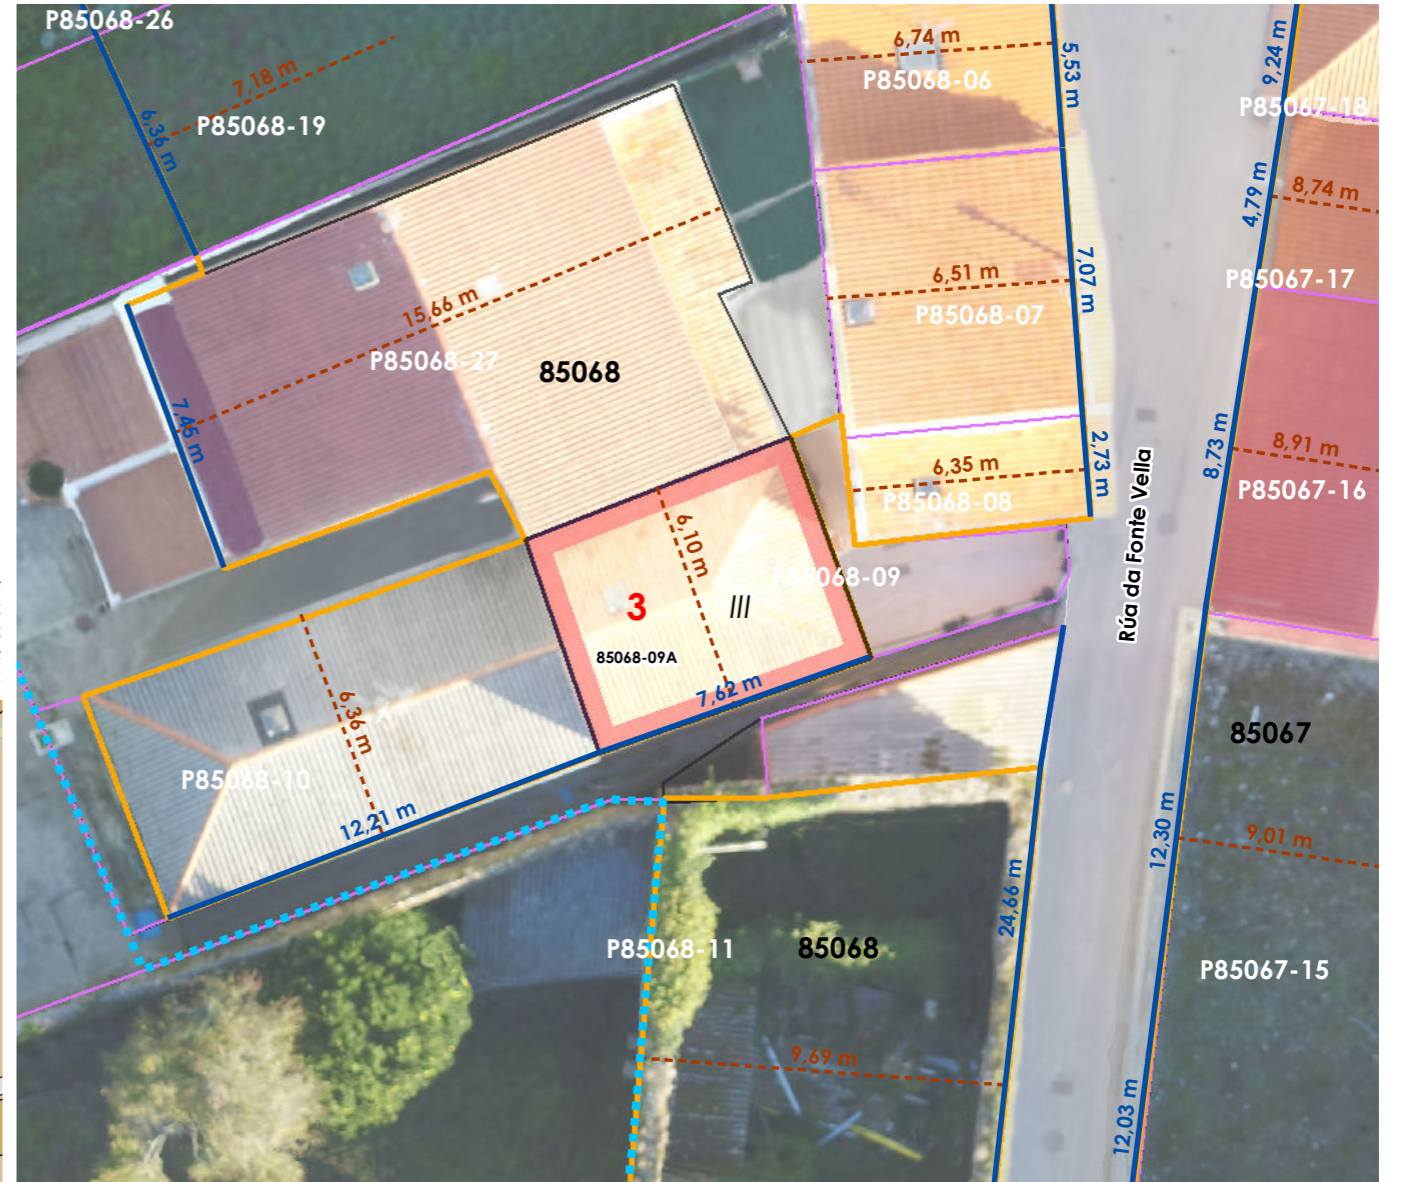 P85068-26
6,74 m
5,53 m
9,24 m
P85068-06
7,18 m
P85067-18
6,36 m
P85068-19
4,79 m
8,74 m
7,07 m
6,51 m
P85067-17
15,66 m
P85068-07
P85068-27
85068
7,45 m
2,73 m
8,73 m
8,91 m
6,35 m
P85068-08
P85067-16
Rúa da Fonte Vella
6,10 m
P85068-09
3
III
85068-09A
7,62 m
6,36 m
85067
P85068-10
12,21 m
12,30 m
9,01 m
24,66 m
P85068-11
85068
P85067-15
9,69 m
12,03 m